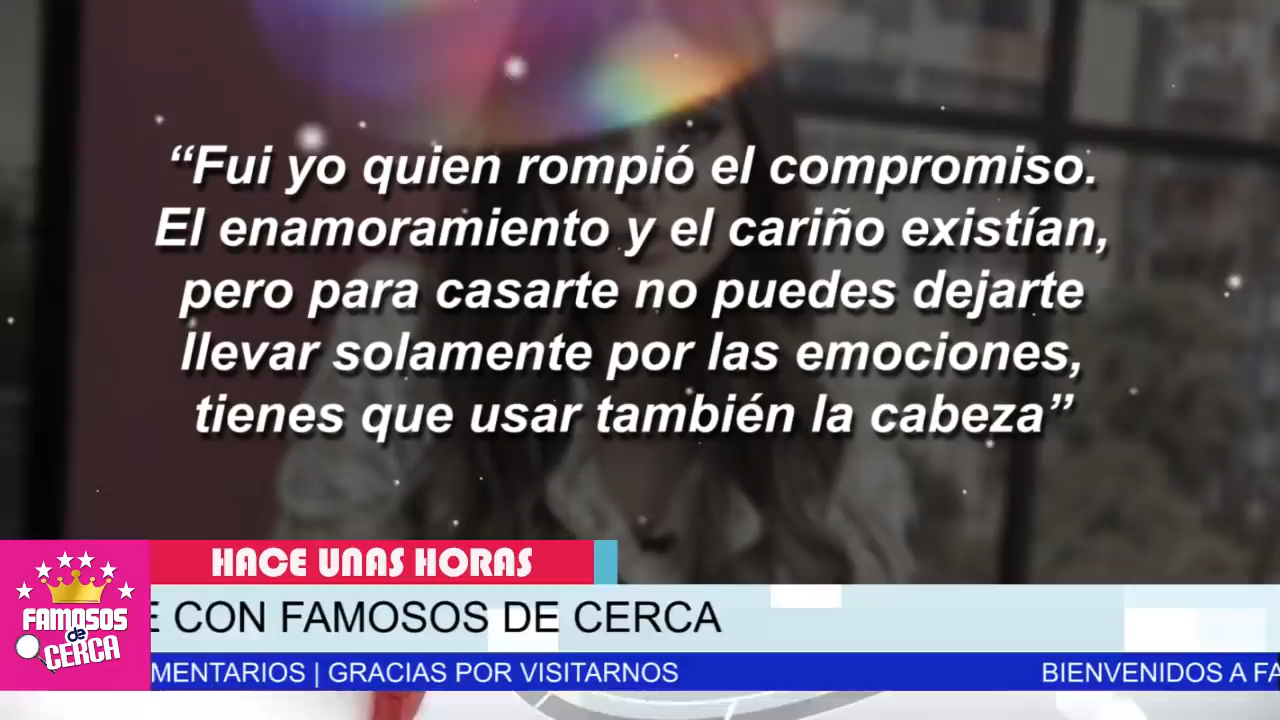 “Fui yo quien rompió el compromiso.
El enamoramiento y el cariño existían,
pero para casarte no puedes dejarte
llevar solamente por las emociones,
tienes que usar también la cabeza”
HACE UNAS HORAS
E CON FAMOSOS DE CERCA
FAMOSOS
de
CERCA
MENTARIOS | GRACIAS POR VISITARNOS
BIENVENIDOS A FA